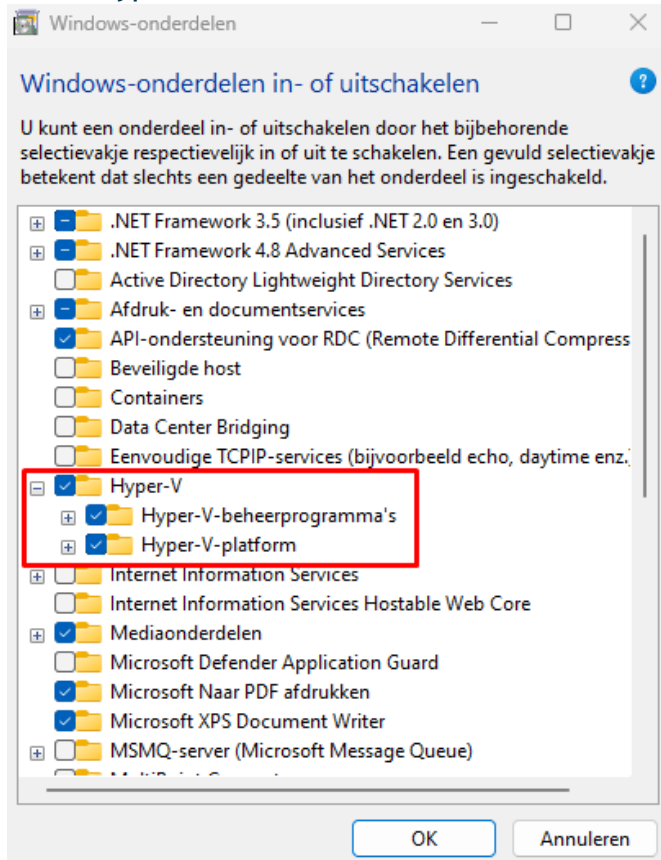 Windows-onderdelen
Windows-onderdelen in- of uitschakelen
?
U kunt een onderdeel in- of uitschakelen door het bijbehorende
selectievakje respectievelijk in of uit te schakelen. Een gevuld selectievakje
betekent dat slechts een gedeelte van het onderdeel is ingeschakeld.
.NET Framework 3.5 (inclusief .NET 2.0 en 3.0)
.NET Framework 4.8 Advanced Services
Active Directory Lightweight Directory Services
Afdruk- en documentservices
API-ondersteuning voor RDC (Remote Differential Compress
Beveiligde host
Containers
Data Center Bridging
Eenvoudige TCPIP-services (bijvoorbeeld echo, daytime enz.
Hyper-V
Hyper-V-beheerprogramma's
Hyper-V-platform
Internet Information Services
Internet Information Services Hostable Web Core
Mediaonderdelen
Microsoft Defender Application Guard
Microsoft Naar PDF afdrukken
Microsoft XPS Document Writer
MSMQ-server (Microsoft Message Queue)
OK
Annuleren